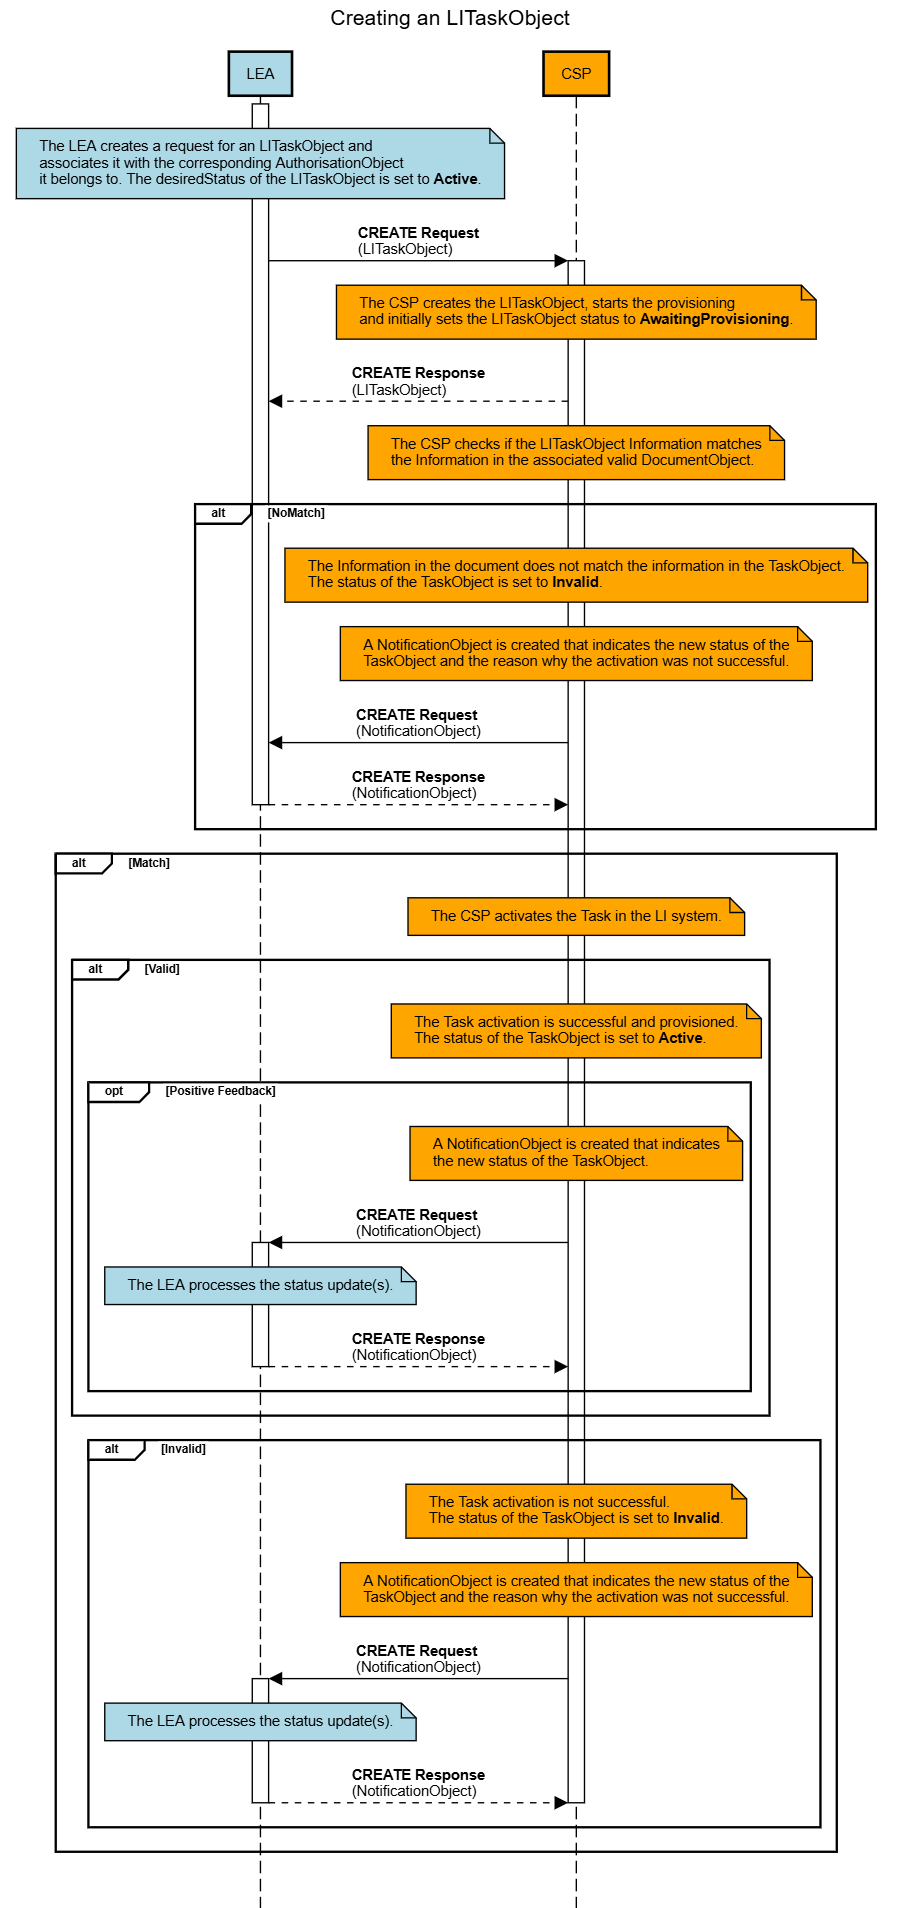 Creating an LITaskObject
LEA
CSP
The LEA creates a request for an LITaskObject and
associates it with the corresponding AuthorisationObject
it belongs to. The desiredStatus of the LITaskObject is set to Active.
CREATE Request
(LITaskObject)
The CSP creates the LITaskObject, starts the provisioning
and initially sets the LITaskObject status to AwaitingProvisioning.
CREATE Response
(LITaskObject)
The CSP checks if the LITaskObject Information matches
the Information in the associated valid DocumentObject.
alt
[NoMatch]
The Information in the document does not match the information in the TaskObject.
The status of the TaskObject is set to Invalid.
A NotificationObject is created that indicates the new status of the
TaskObject and the reason why the activation was not successful.
CREATE Request
(NotificationObject)
CREATE Response
(NotificationObject)
alt
[Match]
The CSP activates the Task in the LI system.
alt
[Valid]
The Task activation is successful and provisioned.
The status of the TaskObject is set to Active.
opt
[Positive Feedback]
A NotificationObject is created that indicates
the new status of the TaskObject.
CREATE Request
(NotificationObject)
The LEA processes the status update(s).
CREATE Response
(NotificationObject)
alt
[Invalid]
The Task activation is not successful.
The status of the TaskObject is set to Invalid.
A NotificationObject is created that indicates the new status of the
TaskObject and the reason why the activation was not successful.
CREATE Request
(NotificationObject)
The LEA processes the status update(s).
CREATE Response
(NotificationObject)